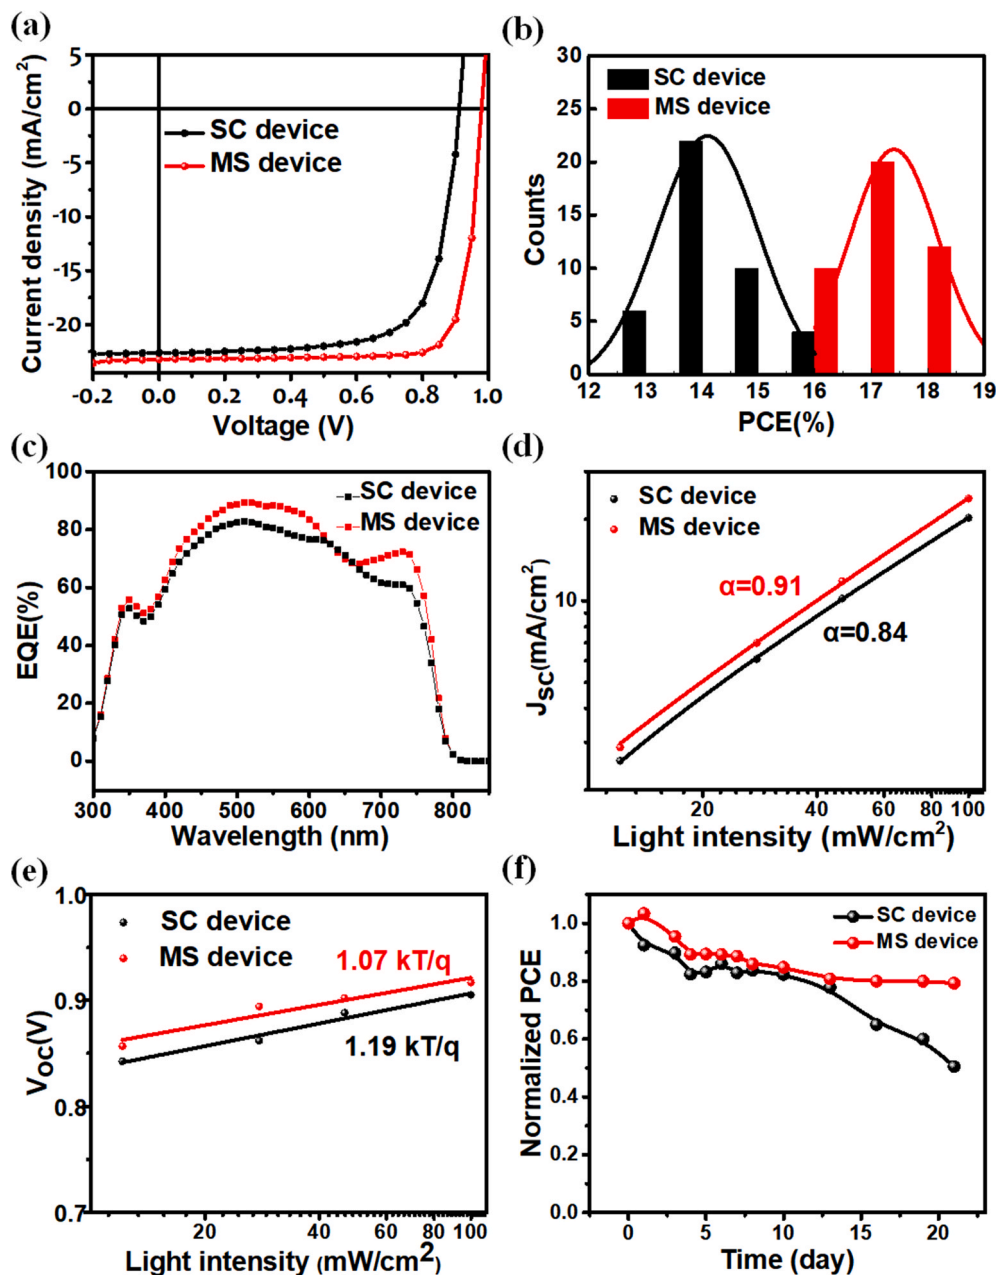 (a)
Current density (mA/cm²)
5
0
-5
-10
-15
-20
SC device
MS device
-0.2 0.0 0.2 0.4 0.6 0.8 1.0
Voltage (V)
(b)
Counts
30
25
20
15
10
5
0
SC device
MS device
12 13 14 15 16 17 18 19
PCE(%)
(c)
EQE(%)
100
80
60
40
20
0
SC device
MS device
300 400 500 600 700 800
Wavelength (nm)
(d)
Jsc(mA/cm²)
10
SC device
MS device
α=0.91
α=0.84
20 40 60 80 100
Light intensity (mW/cm²)
(e)
Voc(V)
1.0
0.9
0.8
0.7
SC device
MS device
1.07 kT/q
1.19 kT/q
20 40 60 80 100
Light intensity (mW/cm²)
(f)
Normalized PCE
1.0
0.8
0.6
0.4
0.2
0.0
SC device
MS device
0 5 10 15 20
Time (day)